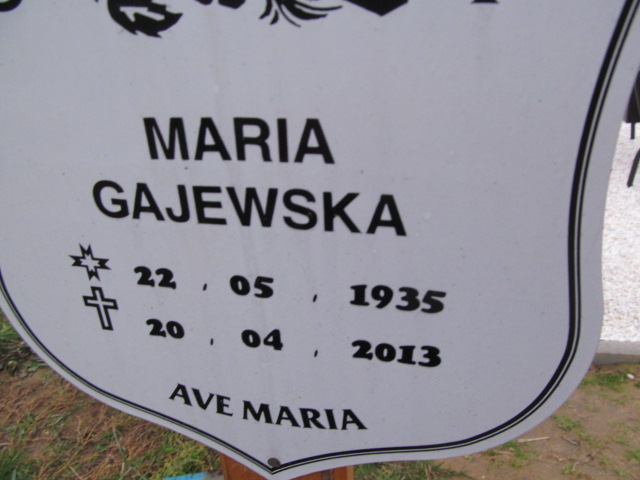 MARIA
GAJEWSKA
22 . 05 . 1935
20 . 04 . 2013
AVE MARIA